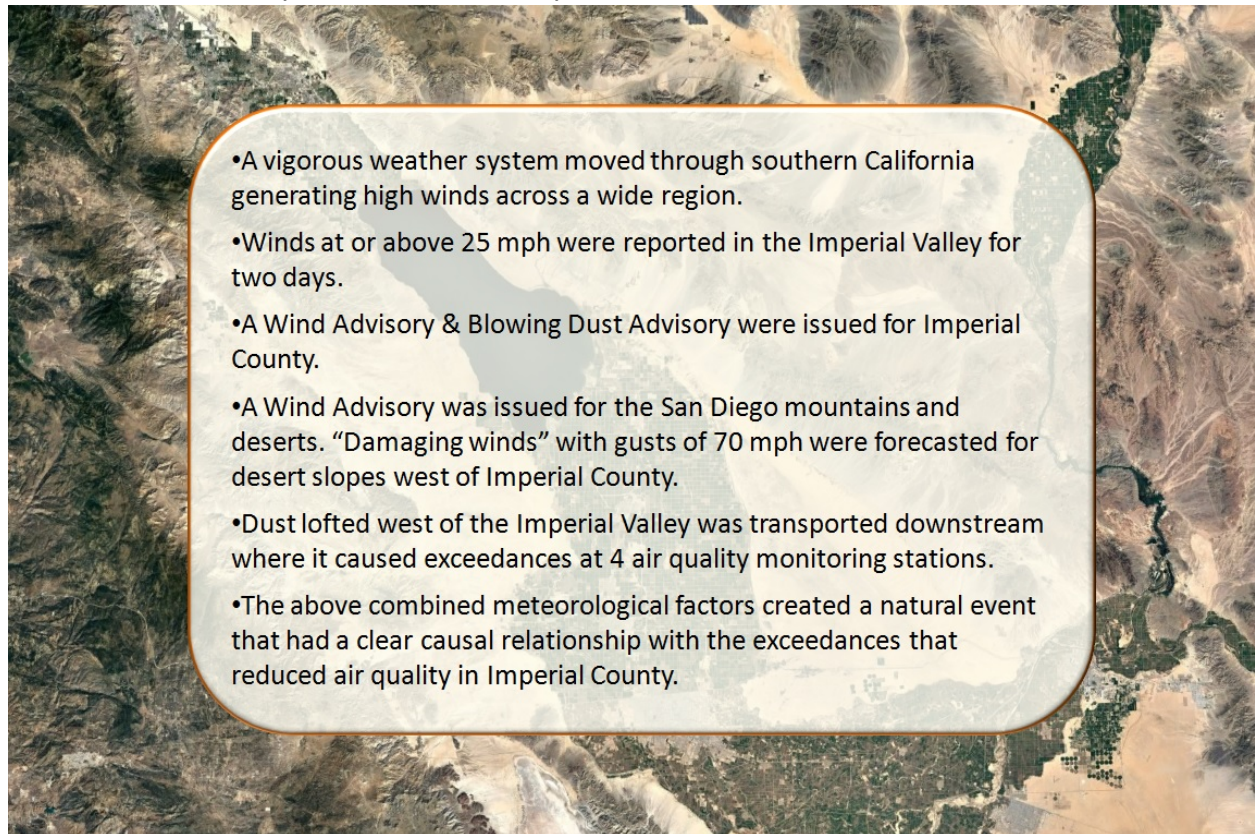 •A vigorous weather system moved through southern California
generating high winds across a wide region.
•Winds at or above 25 mph were reported in the Imperial Valley for
two days.
•A Wind Advisory & Blowing Dust Advisory were issued for Imperial
County.
•A Wind Advisory was issued for the San Diego mountains and
deserts. “Damaging winds” with gusts of 70 mph were forecasted for
desert slopes west of Imperial County.
•Dust lofted west of the Imperial Valley was transported downstream
where it caused exceedances at 4 air quality monitoring stations.
•The above combined meteorological factors created a natural event
that had a clear causal relationship with the exceedances that
reduced air quality in Imperial County.